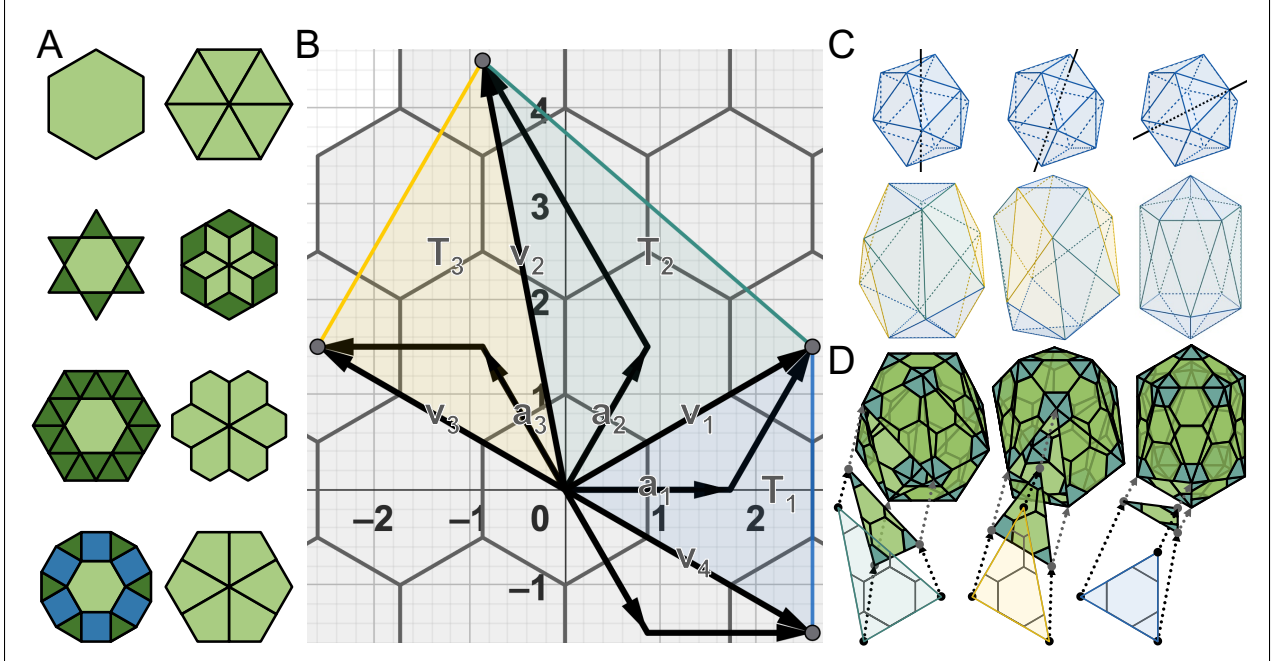 A
B
C
4
3
T₃
v₂
T₂
2
D
1
v₃
a₃
a₂
v₁
a₁
T₁
–2
–1
0
1
2
v₄
–1